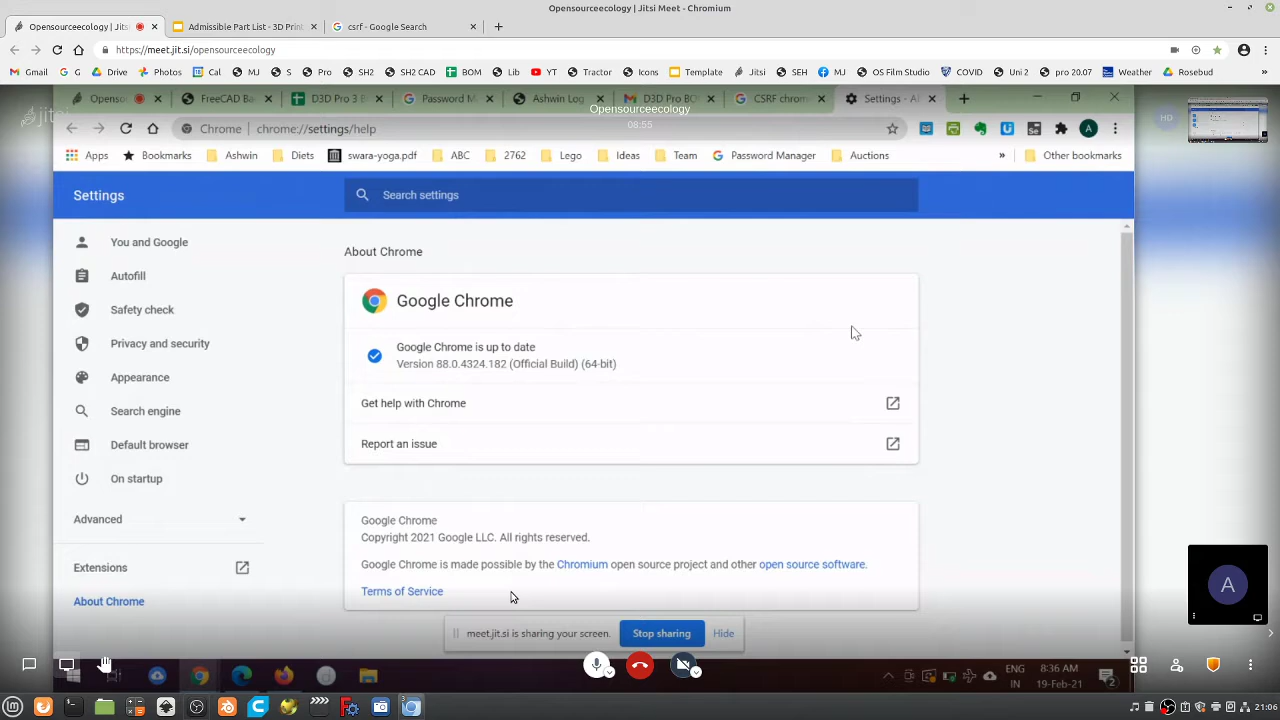 Opensourceecology | Jitsi Meet - Chromium
Opensourceecology | Jits
Admissible Part List - 3D Print
csrf - Google Search
https://meet.jit.si/opensourceecology
Gmail G Drive Photos Cal MJ S Pro SH2 SH2 CAD BOM Lib YT Tractor Icons Template Jitsi SEH MJ OS Film Studio COVID Uni 2 pro 20.07 Weather Rosebud »
Openso
FreeCAD Ba
D3D Pro 3 B
Password M
Ashwin Log
D3D Pro BO
CSRF chrom
Settings - A
jitsi
Opensourceecology
08:55
HD
Chrome | chrome://settings/help
A
Apps Bookmarks Ashwin Diets swara-yoga.pdf ABC 2762 Lego Ideas Team Password Manager Auctions » Other bookmarks
Settings
Search settings
You and Google
Autofill
Safety check
Privacy and security
Appearance
Search engine
Default browser
On startup
Advanced
Extensions
About Chrome
About Chrome
Google Chrome
Google Chrome is up to date
Version 88.0.4324.182 (Official Build) (64-bit)
Get help with Chrome
Report an issue
Google Chrome
Copyright 2021 Google LLC. All rights reserved.
Google Chrome is made possible by the Chromium open source project and other open source software.
Terms of Service
A
meet.jit.si is sharing your screen.
Stop sharing
Hide
ENG
IN
8:36 AM
19-Feb-21
2
21:06